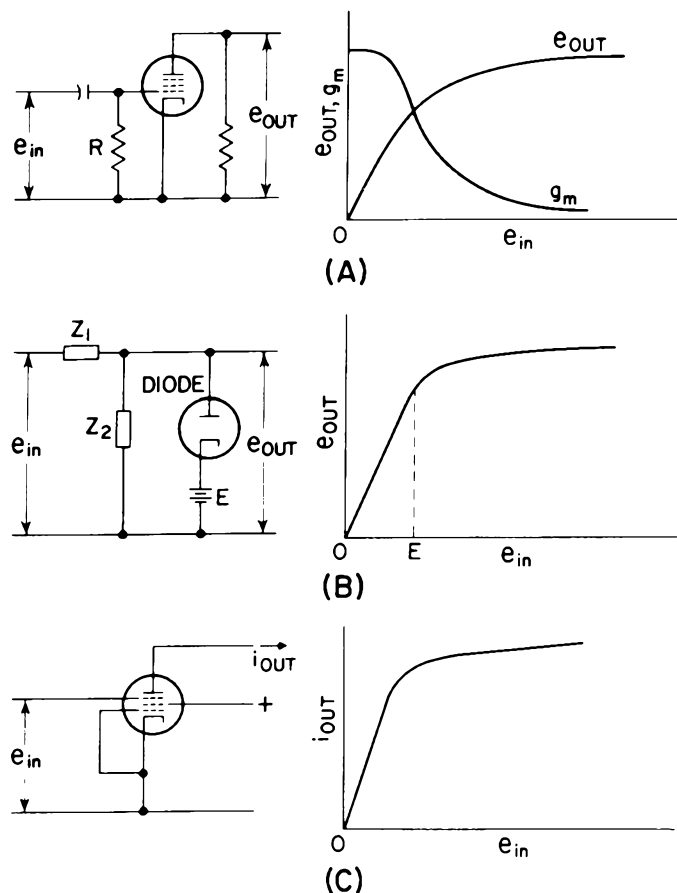 e_in
R
e_OUT
e_OUT, g_m
e_OUT
g_m
O
e_in
(A)
Z_1
DIODE
Z_2
e_in
E
e_OUT
e_OUT
O
E
e_in
(B)
i_OUT
+
e_in
i_OUT
O
e_in
(C)